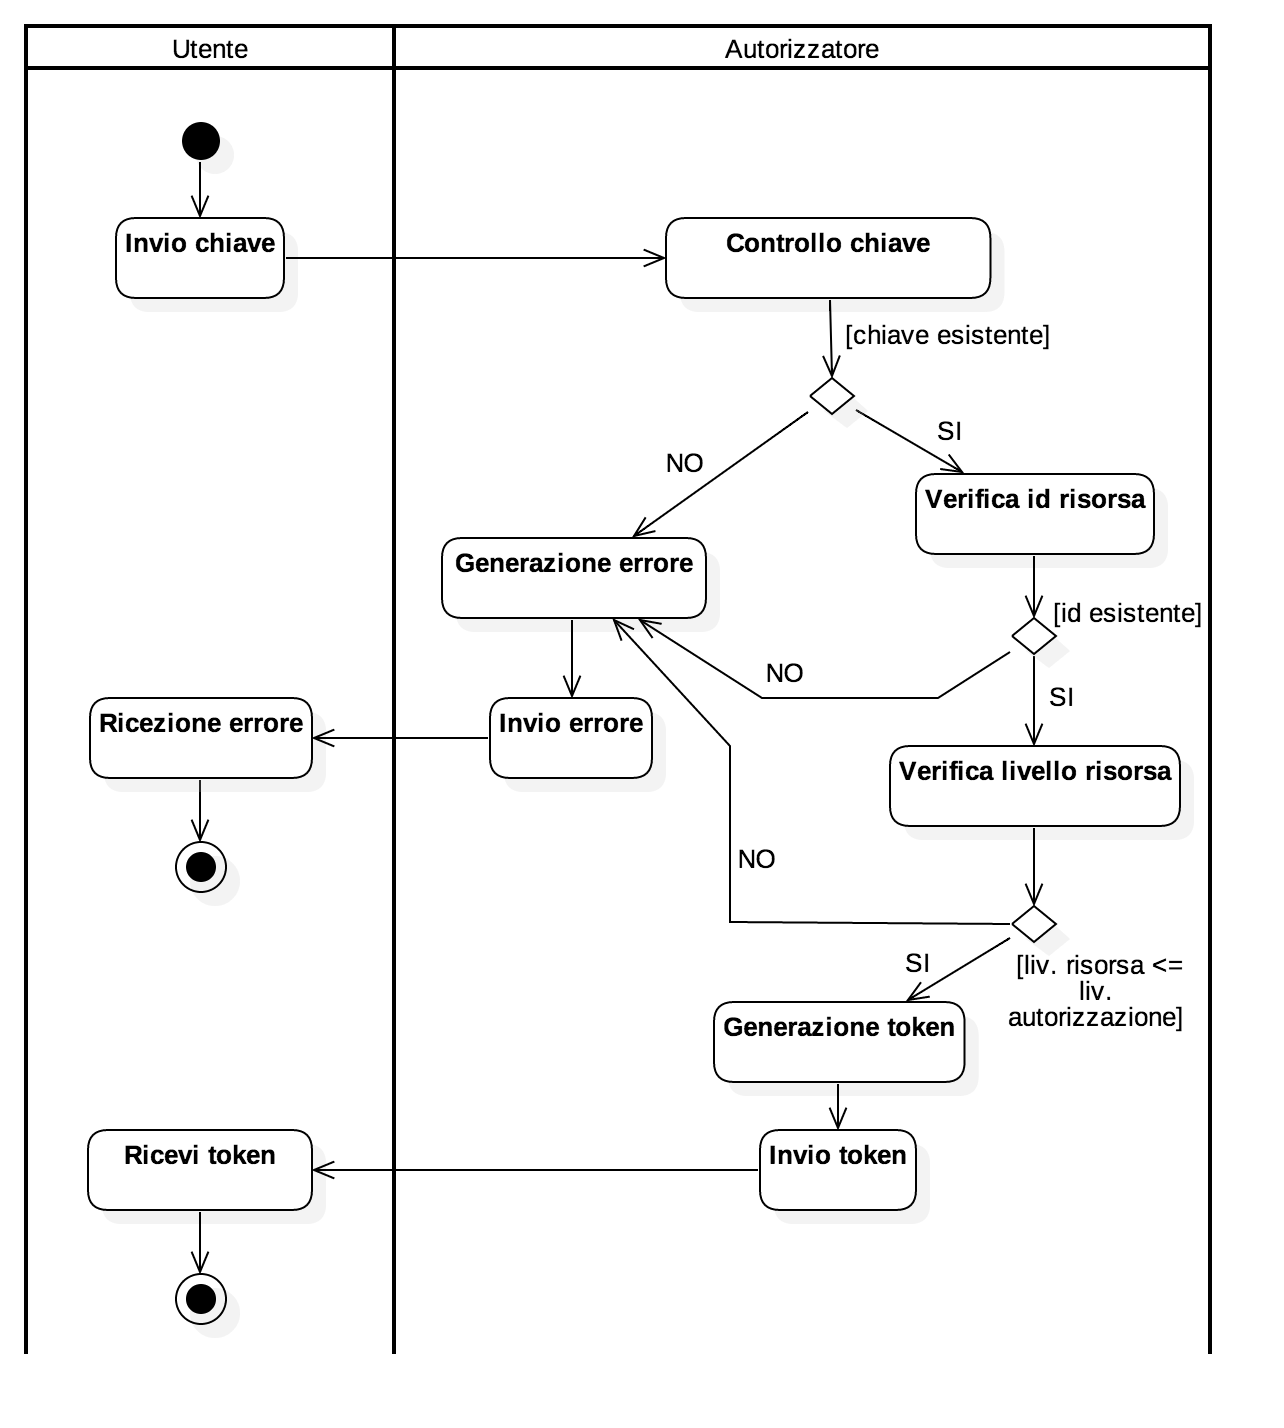 Utente
Autorizzatore
Invio chiave
Controllo chiave
[chiave esistente]
SI
NO
Verifica id risorsa
Generazione errore
[id esistente]
NO
SI
Ricezione errore
Invio errore
Verifica livello risorsa
NO
SI
[liv. risorsa <=
liv.
autorizzazione]
Generazione token
Ricevi token
Invio token